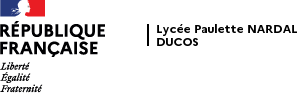 RÉPUBLIQUE
FRANÇAISE
Liberté
Égalité
Fraternité
Lycée Paulette NARDAL
DUCOS